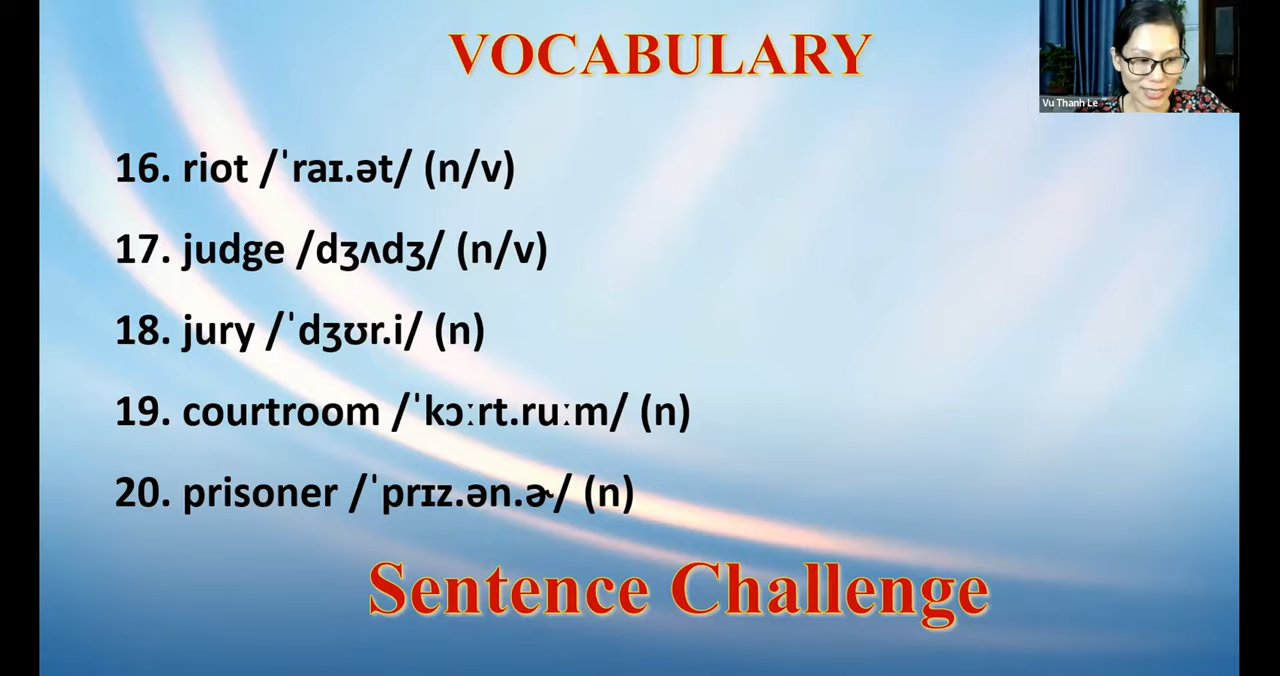 VOCABULARY
Vu Thanh Le
16. riot /ˈraɪ.ət/ (n/v)
17. judge /dʒʌdʒ/ (n/v)
18. jury /ˈdʒʊr.i/ (n)
19. courtroom /ˈkɔːrt.ruːm/ (n)
20. prisoner /ˈprɪz.ən.ɚ/ (n)
Sentence Challenge